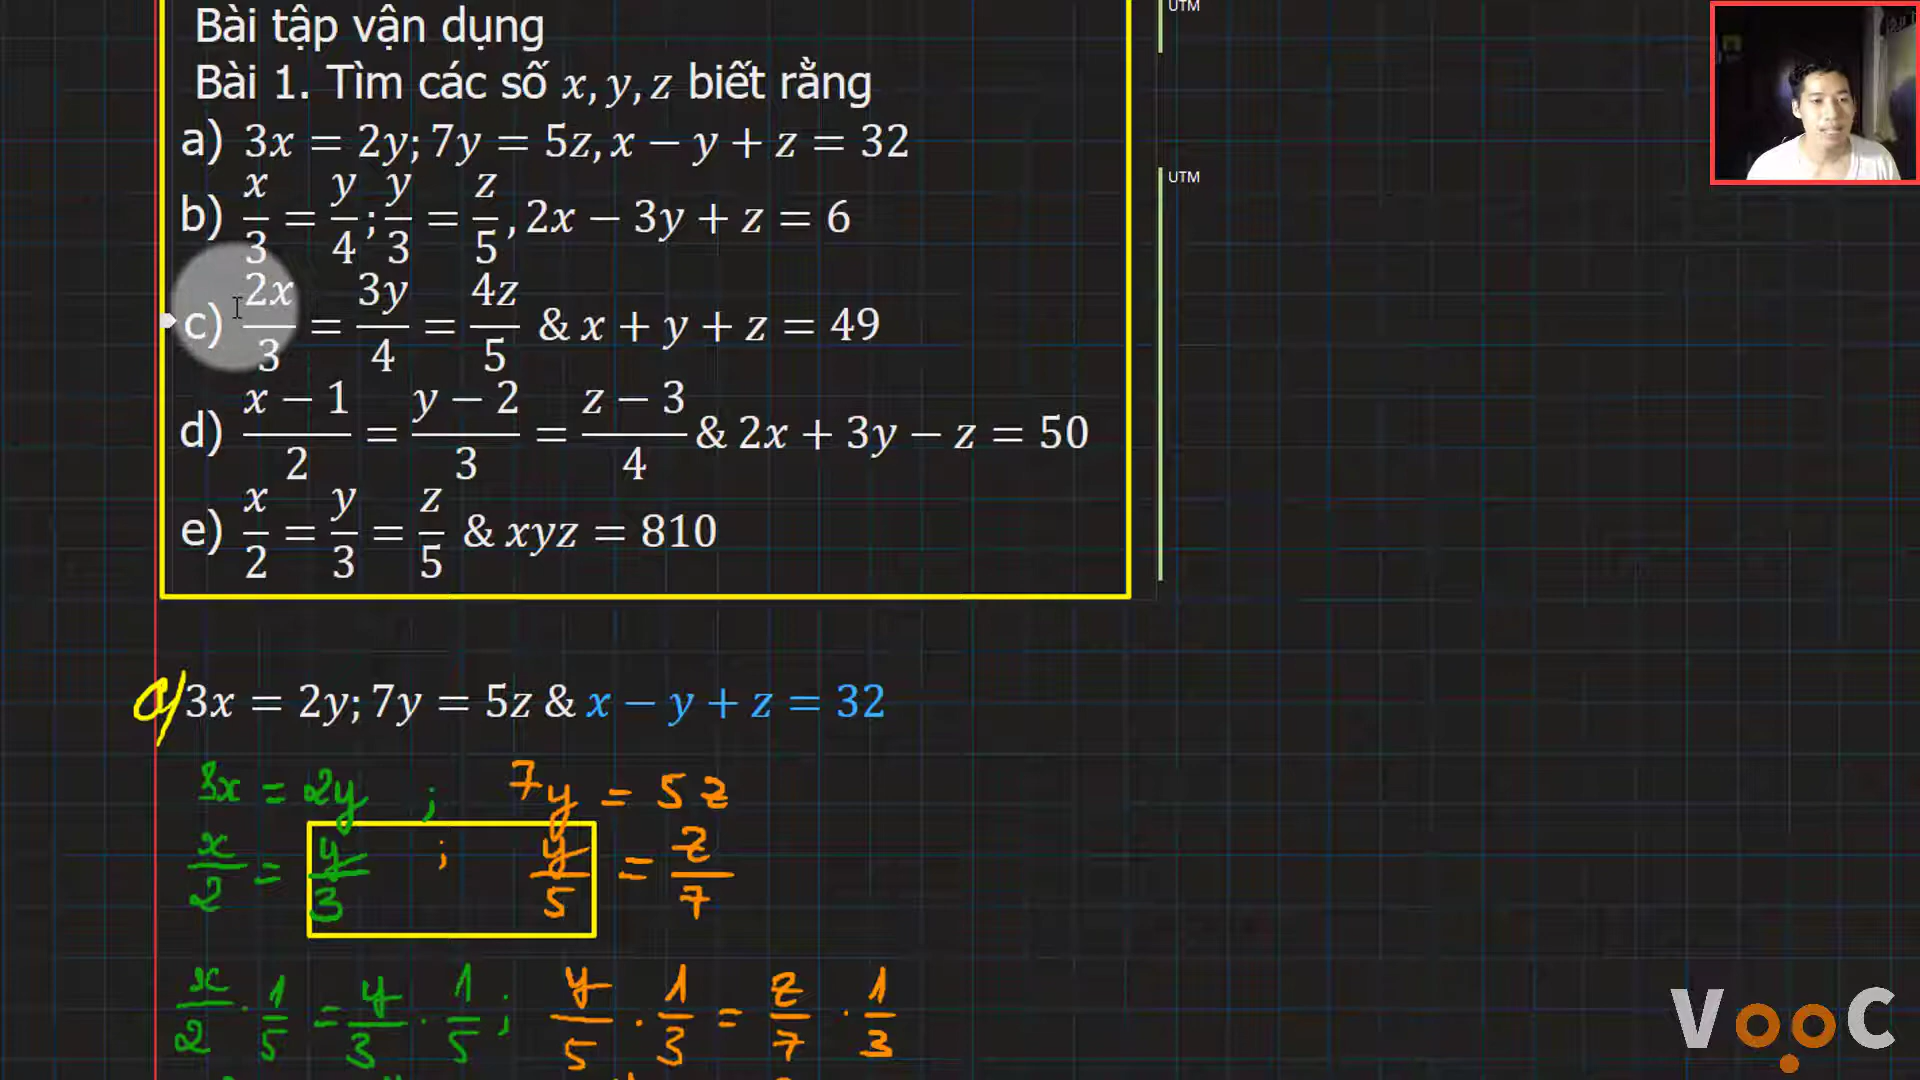 UTM
Bài tập vận dụng
Bài 1. Tìm các số x, y, z biết rằng
a) 3x = 2y; 7y = 5z, x − y + z = 32
UTM
b) x/3 = y/4; y/3 = z/5, 2x − 3y + z = 6
c) 2x/3 = 3y/4 = 4z/5 & x + y + z = 49
d) (x − 1)/2 = (y − 2)/3 = (z − 3)/4 & 2x + 3y − z = 50
e) x/2 = y/3 = z/5 & xyz = 810
a/ 3x = 2y; 7y = 5z & x − y + z = 32
3x = 2y ; 7y = 5z
x/2 = y/3 ; y/5 = z/7
x/2 · 1/5 = y/3 · 1/5 ; y/5 · 1/3 = z/7 · 1/3
VooC